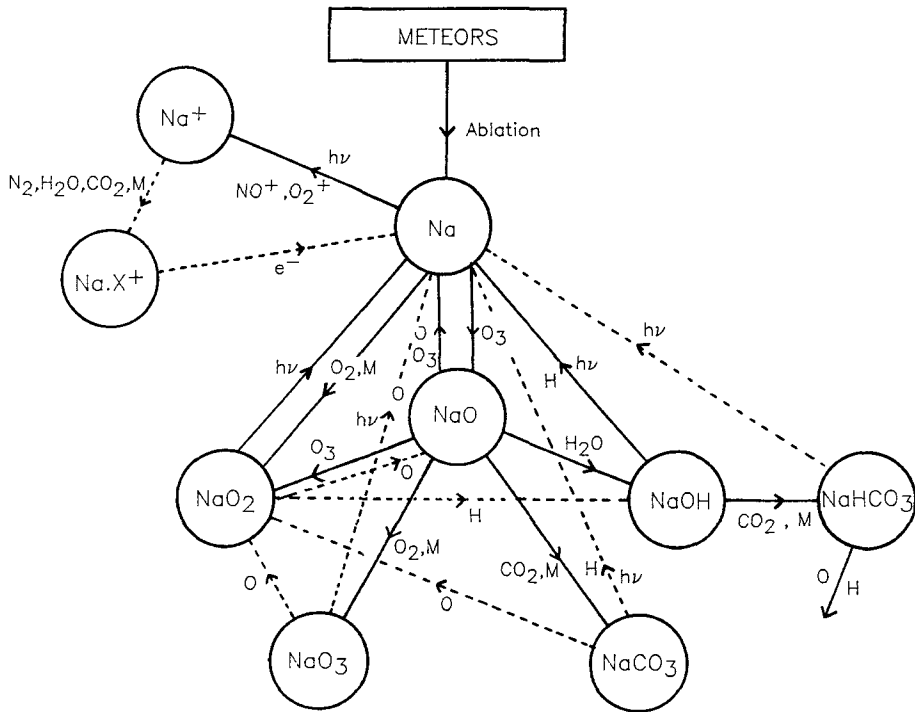 METEORS
Ablation
Na⁺
hν
NO⁺,O₂⁺
N₂,H₂O,CO₂,M
Na
Na.X⁺
e⁻
hν
O₂,M
O
O₃
O₃
O
hν
H
hν
hν
NaO
O₃
O
H₂O
NaO₂
H
NaOH
CO₂ , M
NaHCO₃
O₂,M
CO₂,M
H
hν
O
H
O
O
NaO₃
NaCO₃